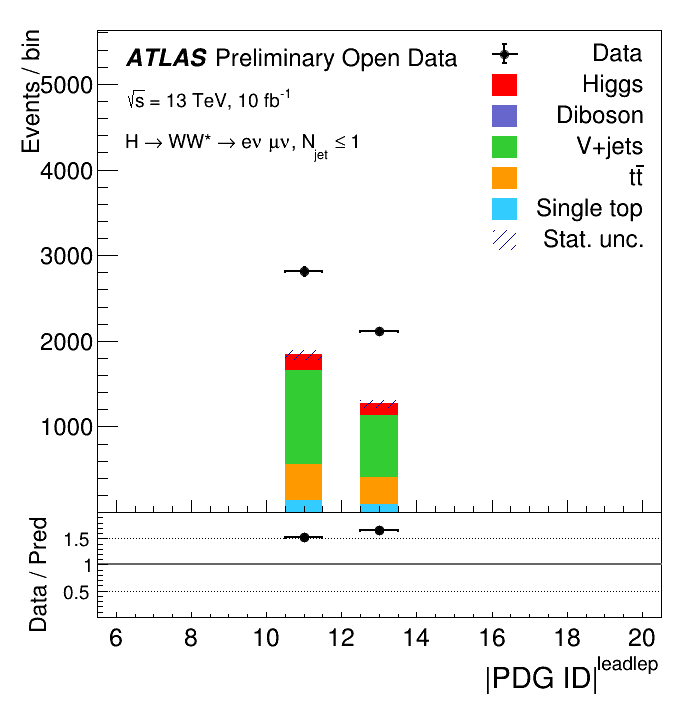 Events / bin
5000
4000
3000
2000
1000
ATLAS Preliminary Open Data
√s = 13 TeV, 10 fb⁻¹
H → WW* → eν μν, N_jet ≤ 1
Data
Higgs
Diboson
V+jets
tt̄
Single top
Stat. unc.
Data / Pred
1.5
1
0.5
6 8 10 12 14 16 18 20
|PDG ID|^leadlep